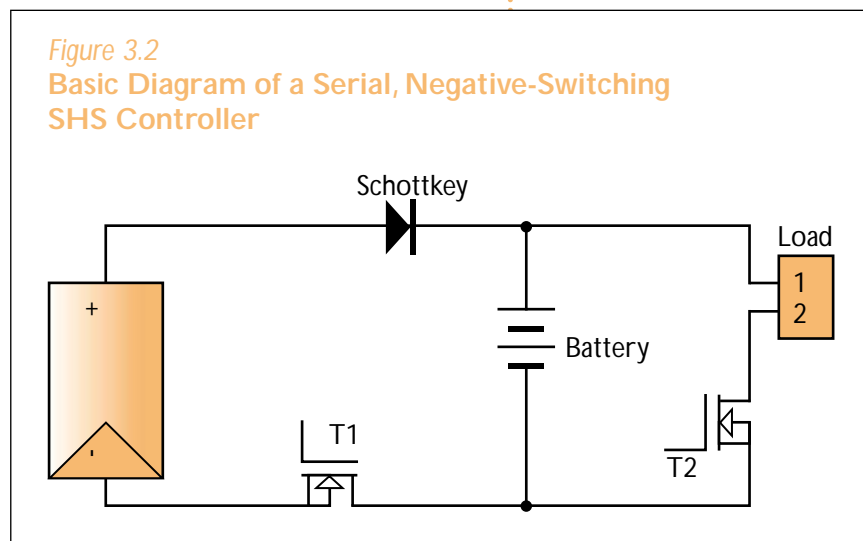 Figure 3.2
Basic Diagram of a Serial, Negative-Switching
SHS Controller
Schottkey
Load
1
2
+
Battery
T1
T2
-